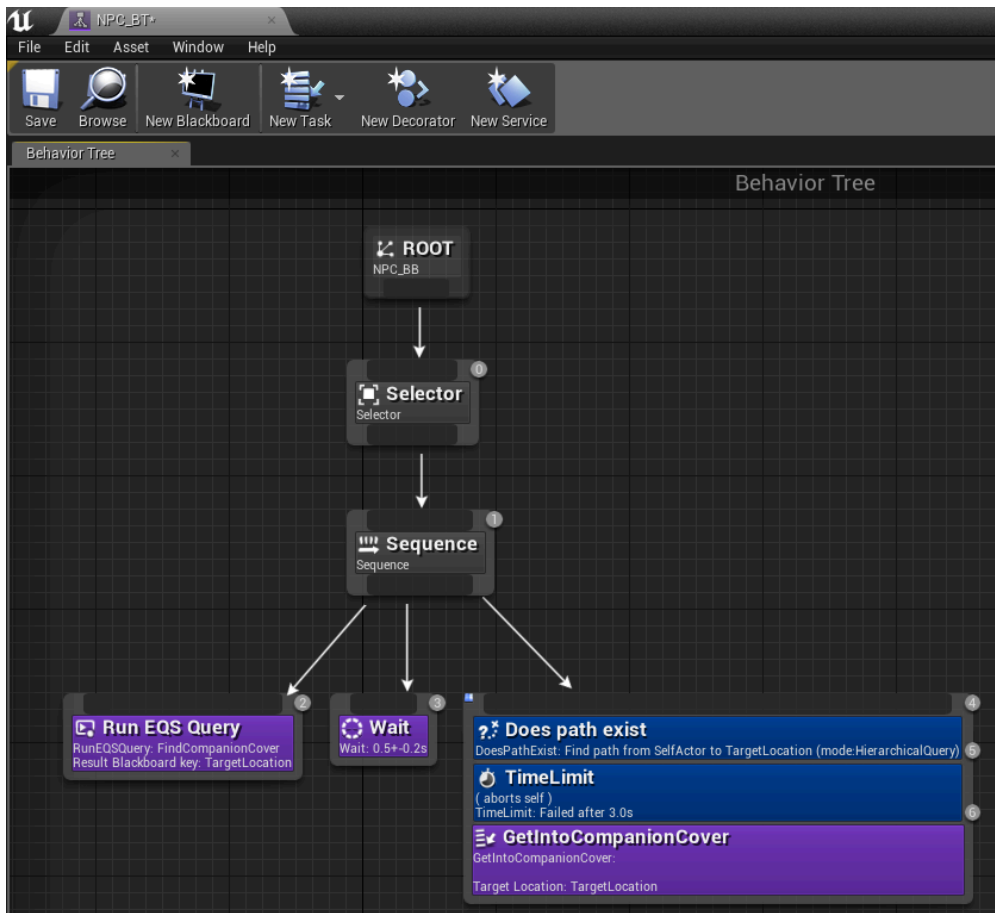 NPC_BT*
File Edit Asset Window Help
Save Browse New Blackboard New Task New Decorator New Service
Behavior Tree
Behavior Tree
ROOT
NPC_BB
0
Selector
Selector
1
Sequence
Sequence
2
Run EQS Query
RunEQSQuery: FindCompanionCover
Result Blackboard key: TargetLocation
3
Wait
Wait: 0.5+-0.2s
4
Does path exist
DoesPathExist: Find path from SelfActor to TargetLocation (mode:HierarchicalQuery)
5
TimeLimit
( aborts self )
TimeLimit: Failed after 3.0s
6
GetIntoCompanionCover
GetIntoCompanionCover:
Target Location: TargetLocation